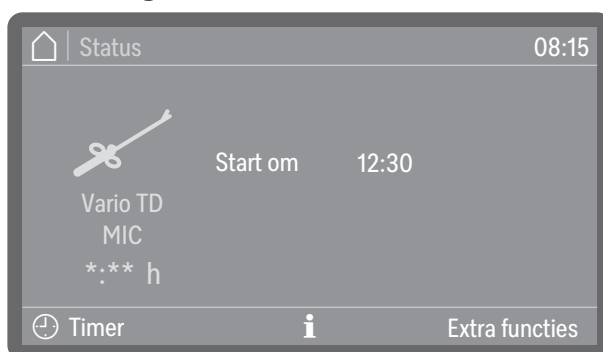 Status 08:15
Start om 12:30
Vario TD
MIC
*:** h
Timer i Extra functies